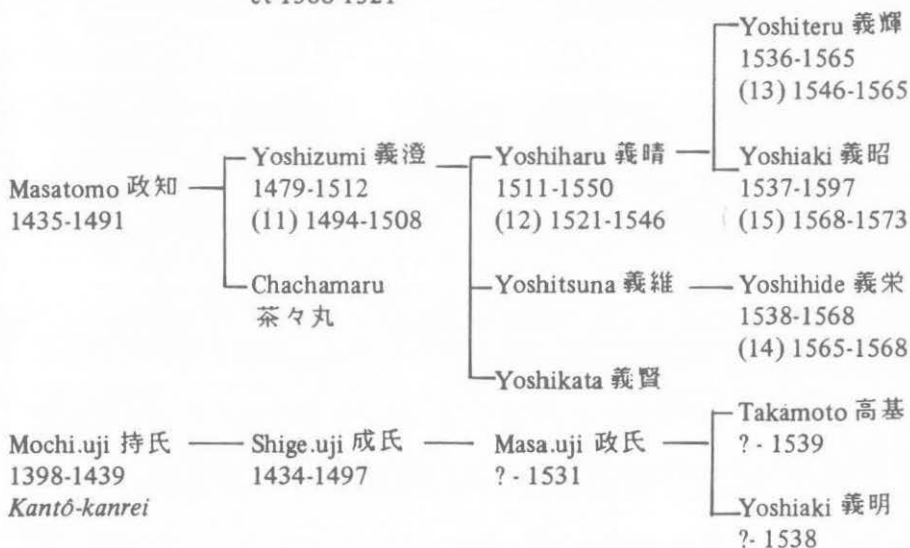 Yoshiteru 義輝
1536-1565
(13) 1546-1565
Yoshizumi 義澄
1479-1512
(11) 1494-1508
Yoshiharu 義晴
1511-1550
(12) 1521-1546
Yoshiaki 義昭
1537-1597
(15) 1568-1573
Masatomo 政知
1435-1491
Chachamaru
茶々丸
Yoshitsuna 義維
Yoshihide 義栄
1538-1568
(14) 1565-1568
Yoshikata 義賢
Takamoto 高基
? - 1539
Mochi.uji 持氏
1398-1439
Kantô-kanrei
Shige.uji 成氏
1434-1497
Masa.uji 政氏
? - 1531
Yoshiaki 義明
?- 1538